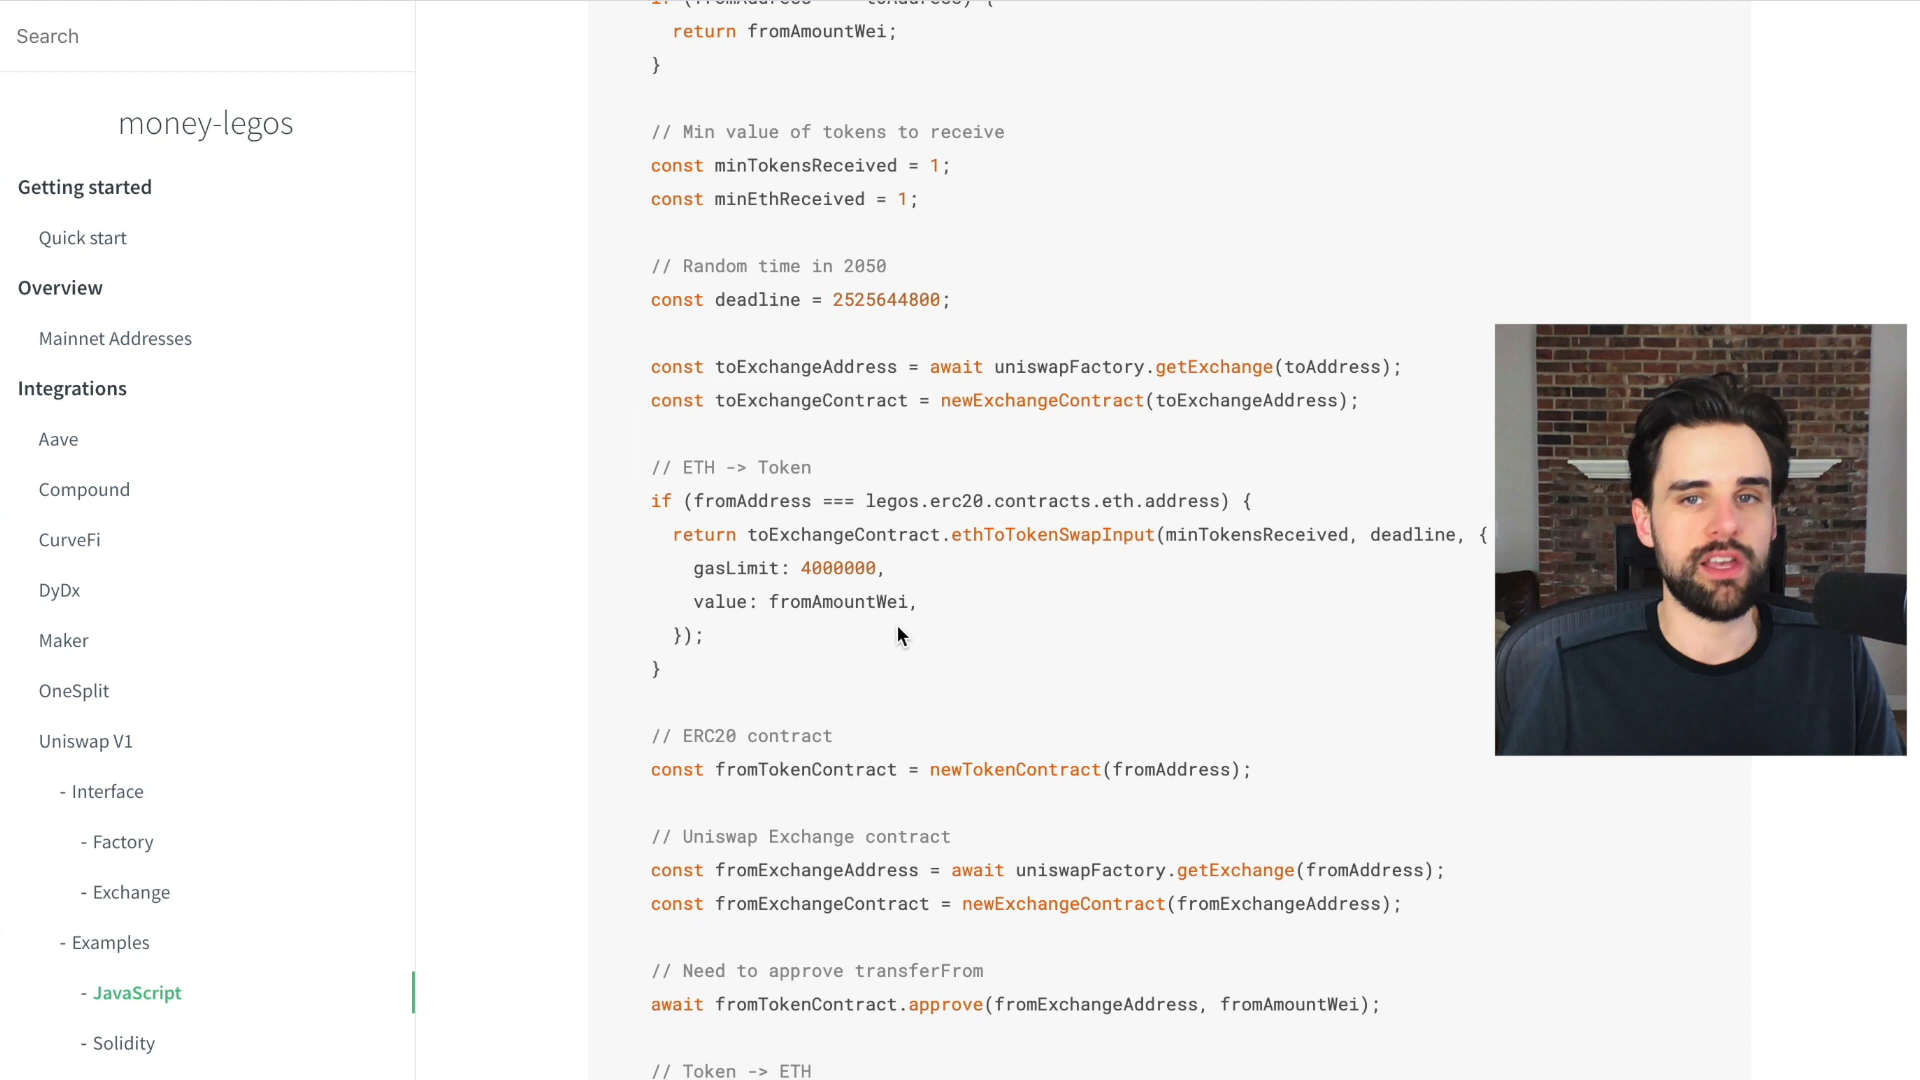 Search
money-legos
Getting started
Quick start
Overview
Mainnet Addresses
Integrations
Aave
Compound
CurveFi
DyDx
Maker
OneSplit
Uniswap V1
- Interface
- Factory
- Exchange
- Examples
- JavaScript
- Solidity
return fromAmountWei;
}
// Min value of tokens to receive
const minTokensReceived = 1;
const minEthReceived = 1;
// Random time in 2050
const deadline = 2525644800;
const toExchangeAddress = await uniswapFactory.getExchange(toAddress);
const toExchangeContract = newExchangeContract(toExchangeAddress);
// ETH -> Token
if (fromAddress === legos.erc20.contracts.eth.address) {
return toExchangeContract.ethToTokenSwapInput(minTokensReceived, deadline, {
gasLimit: 4000000,
value: fromAmountWei,
});
}
// ERC20 contract
const fromTokenContract = newTokenContract(fromAddress);
// Uniswap Exchange contract
const fromExchangeAddress = await uniswapFactory.getExchange(fromAddress);
const fromExchangeContract = newExchangeContract(fromExchangeAddress);
// Need to approve transferFrom
await fromTokenContract.approve(fromExchangeAddress, fromAmountWei);
// Token -> ETH